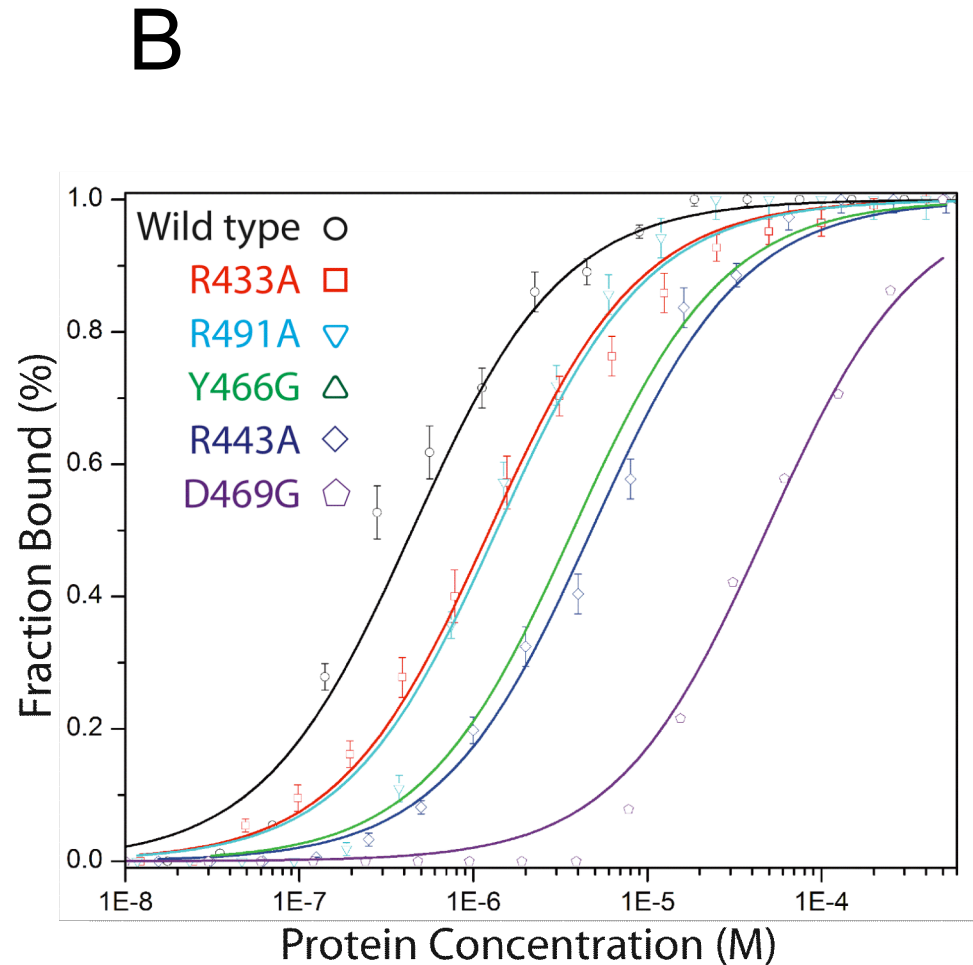 B
1.0
0.8
0.6
0.4
0.2
0.0
Fraction Bound (%)
Wild type
R433A
R491A
Y466G
R443A
D469G
1E-8 1E-7 1E-6 1E-5 1E-4
Protein Concentration (M)